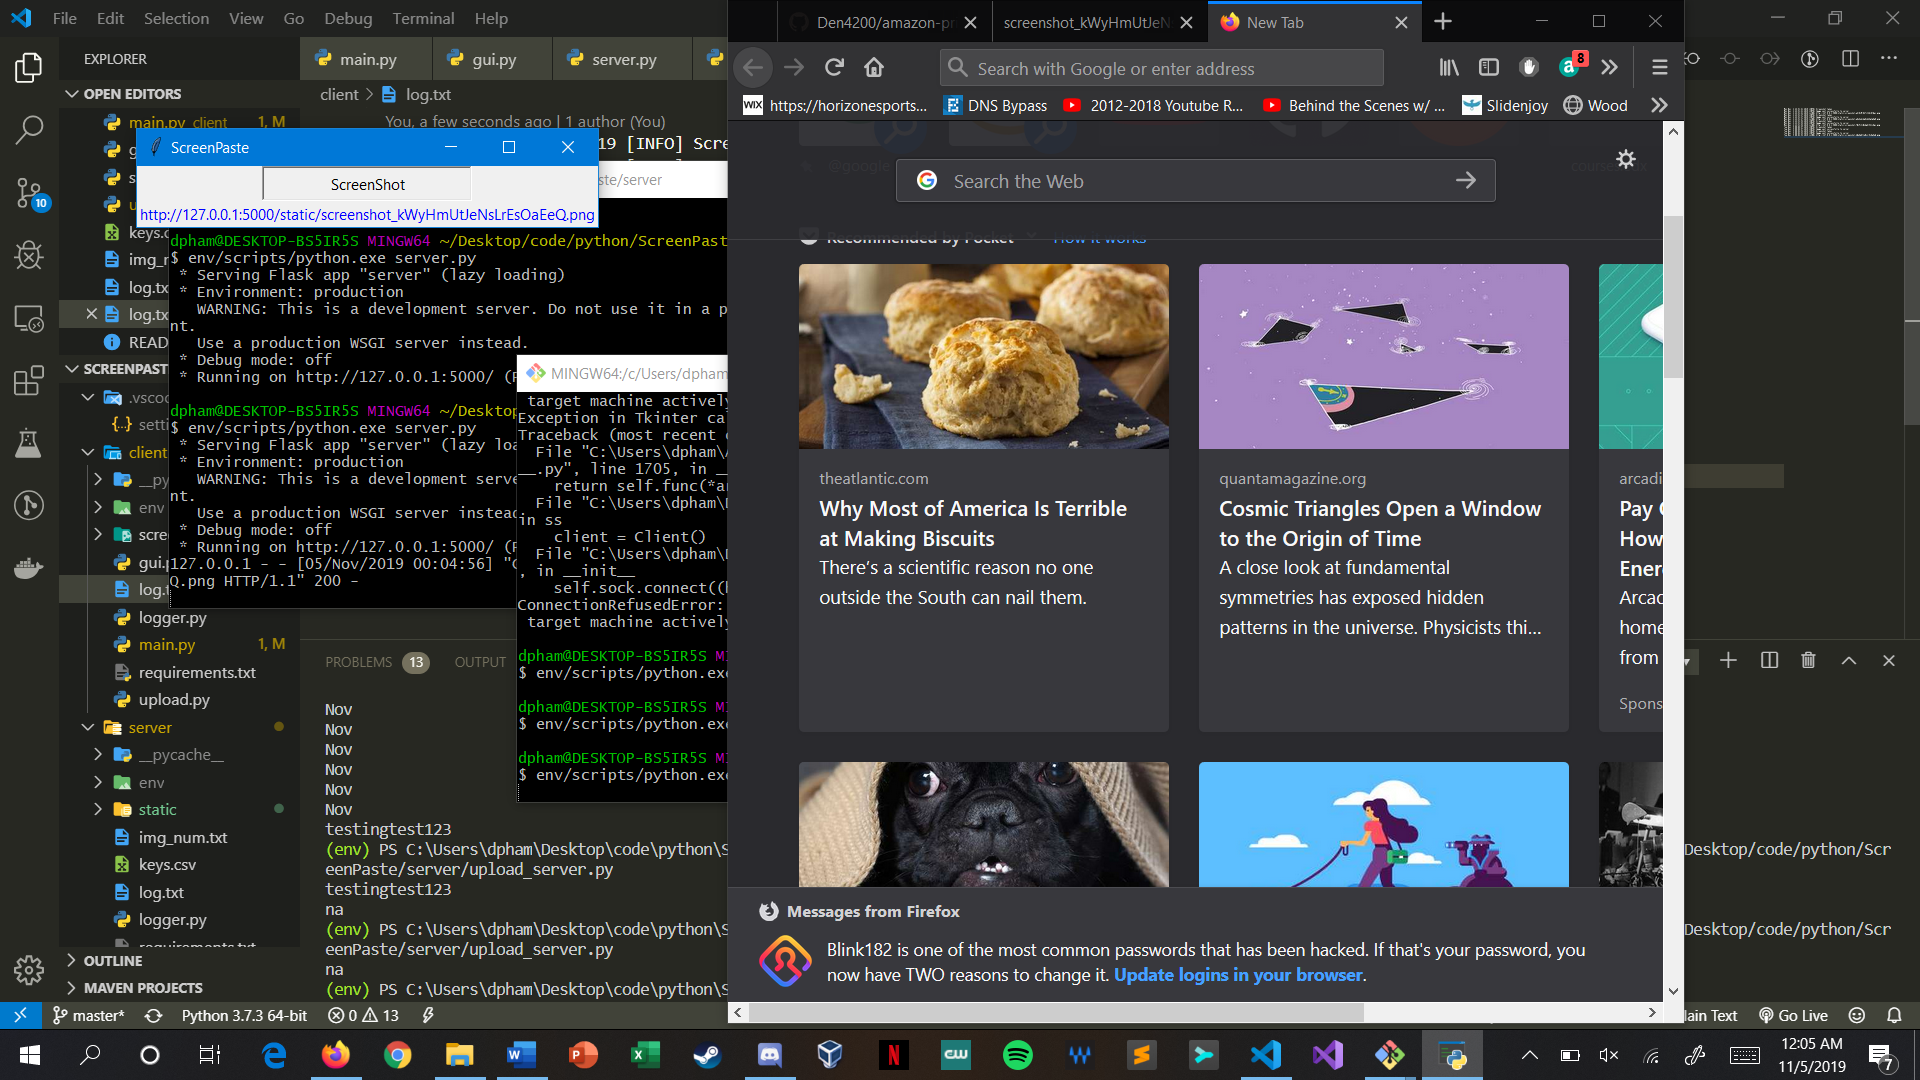 File Edit Selection View Go Debug Terminal Help
EXPLORER
OPEN EDITORS
main.py client 1, M
keys.c
img_n
log.tx
log.tx
READ
SCREENPAST
.vscod
setti
client
__py
env
scre
gui.
log.t
logger.py
main.py 1, M
requirements.txt
upload.py
server
__pycache__
env
static
img_num.txt
keys.csv
log.txt
logger.py
requirements.txt
OUTLINE
MAVEN PROJECTS
main.py gui.py server.py
client > log.txt
You, a few seconds ago | 1 author (You)
19 [INFO] Scre
ScreenPaste
ScreenShot
http://127.0.0.1:5000/static/screenshot_kWyHmUtJeNsLrEsOaEeQ.png
ste/server
dpham@DESKTOP-BS5IR5S MINGW64 ~/Desktop/code/python/ScreenPast
$ env/scripts/python.exe server.py
* Serving Flask app "server" (lazy loading)
* Environment: production
WARNING: This is a development server. Do not use it in a p
nt.
Use a production WSGI server instead.
* Debug mode: off
* Running on http://127.0.0.1:5000/ (P
dpham@DESKTOP-BS5IR5S MINGW64 ~/Desktop
$ env/scripts/python.exe server.py
* Serving Flask app "server" (lazy loa
* Environment: production
WARNING: This is a development serve
nt.
Use a production WSGI server instead
* Debug mode: off
* Running on http://127.0.0.1:5000/ (P
127.0.0.1 - - [05/Nov/2019 00:04:56] "G
Q.png HTTP/1.1" 200 -
MINGW64:/c/Users/dpham
target machine actively
Exception in Tkinter ca
Traceback (most recent c
File "C:\Users\dpham\A
__.py", line 1705, in __
return self.func(*ar
File "C:\Users\dpham\D
in ss
client = Client()
File "C:\Users\dpham\D
, in __init__
self.sock.connect((h
ConnectionRefusedError:
target machine actively
dpham@DESKTOP-BS5IR5S MI
$ env/scripts/python.exe
dpham@DESKTOP-BS5IR5S MI
$ env/scripts/python.exe
dpham@DESKTOP-BS5IR5S MI
$ env/scripts/python.exe
PROBLEMS 13 OUTPUT
Nov
Nov
Nov
Nov
Nov
Nov
testingtest123
(env) PS C:\Users\dpham\Desktop\code\python\S
Desktop/code/python/Scr
eenPaste/server/upload_server.py
testingtest123
na
(env) PS C:\Users\dpham\Desktop\code\python\S
Desktop/code/python/Scr
eenPaste/server/upload_server.py
na
(env) PS C:\Users\dpham\Desktop\code\python\S
Den4200/amazon-pr screenshot_kWyHmUtJeN New Tab
Search with Google or enter address
8
WIX https://horizonesports... DNS Bypass 2012-2018 Youtube R... Behind the Scenes w/ ... Slidenjoy Wood
@google
Search the Web
Recommended by Pocket How it works
theatlantic.com
Why Most of America Is Terrible
at Making Biscuits
There's a scientific reason no one
outside the South can nail them.
quantamagazine.org
Cosmic Triangles Open a Window
to the Origin of Time
A close look at fundamental
symmetries has exposed hidden
patterns in the universe. Physicists thi...
arcadi
Pay
How
Ener
Arcac
home
from
Spons
Messages from Firefox
Blink182 is one of the most common passwords that has been hacked. If that's your password, you
now have TWO reasons to change it. Update logins in your browser.
10
master* Python 3.7.3 64-bit 0 13
lain Text Go Live
12:05 AM
11/5/2019
7